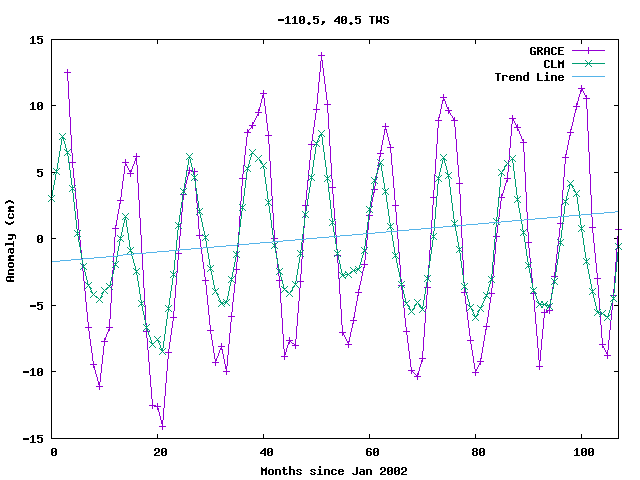 -110.5, 40.5 TWS
GRACE
CLM
Trend Line
15
10
5
0
-5
-10
-15
Anomaly (cm)
0 20 40 60 80 100
Months since Jan 2002